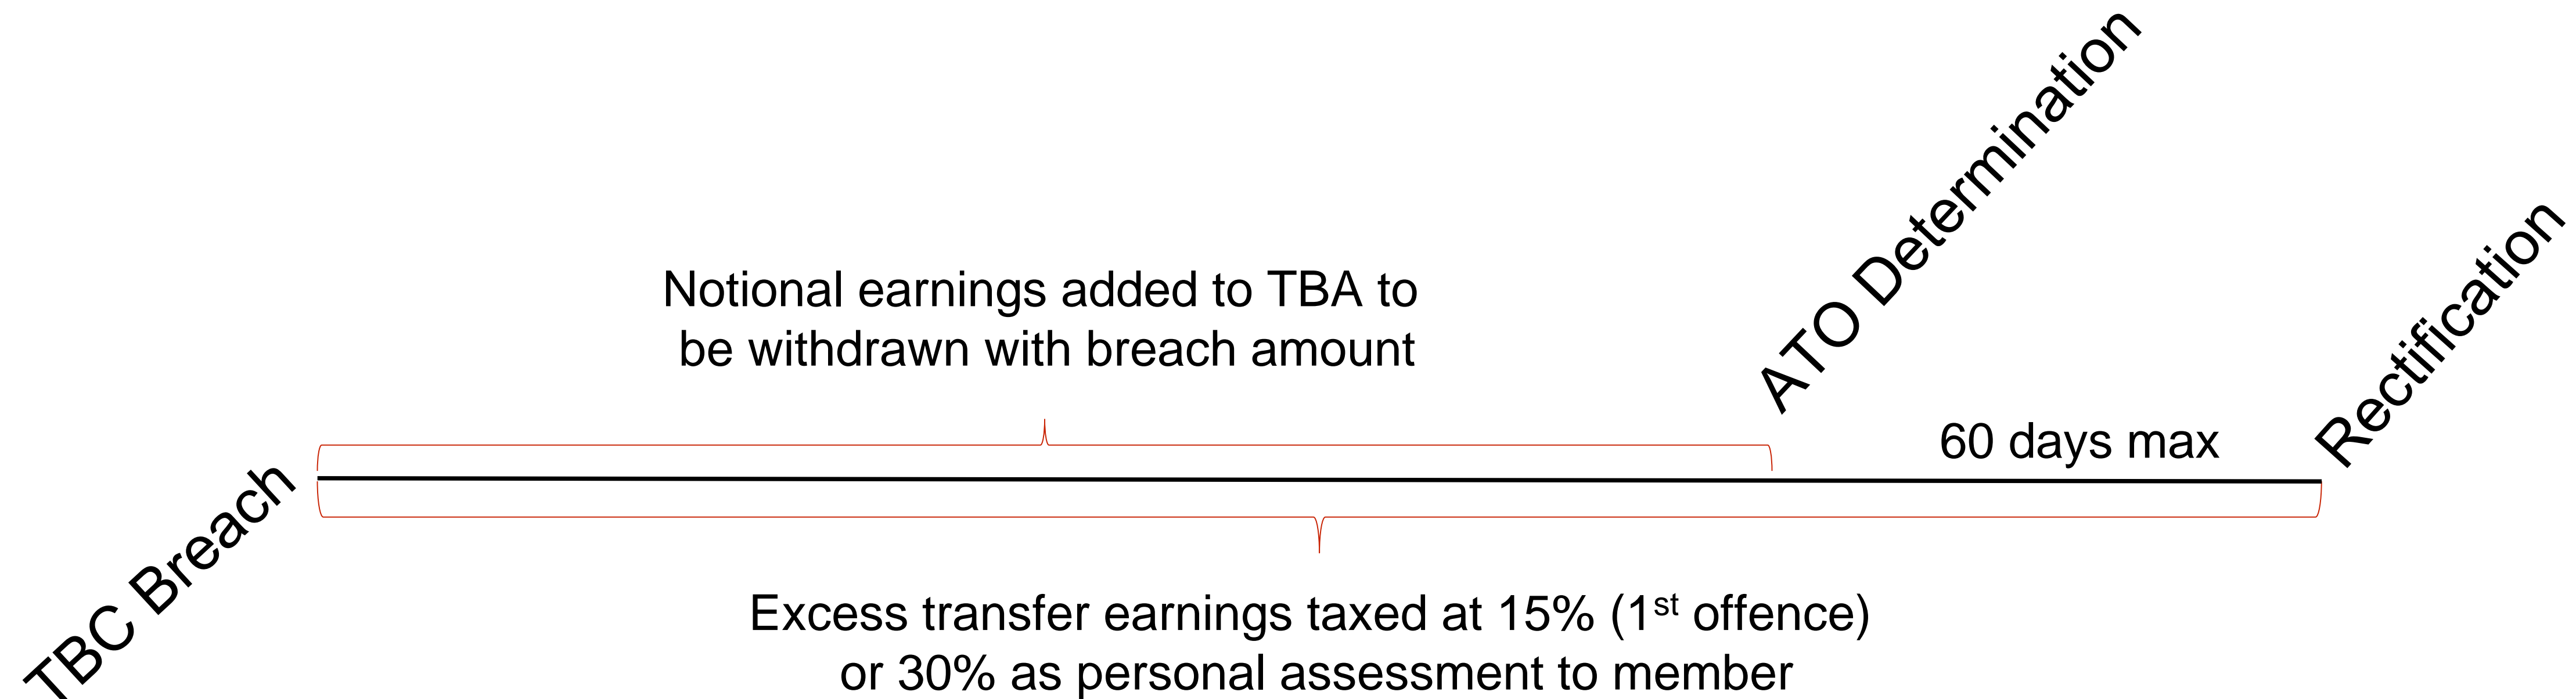 ATO Determination
Rectification
Notional earnings added to TBA to
be withdrawn with breach amount
60 days max
TBC Breach
Excess transfer earnings taxed at 15% (1st offence)
or 30% as personal assessment to member